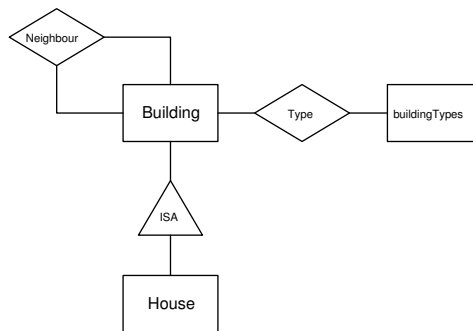 Neighbour
Building
Type
buildingTypes
ISA
House